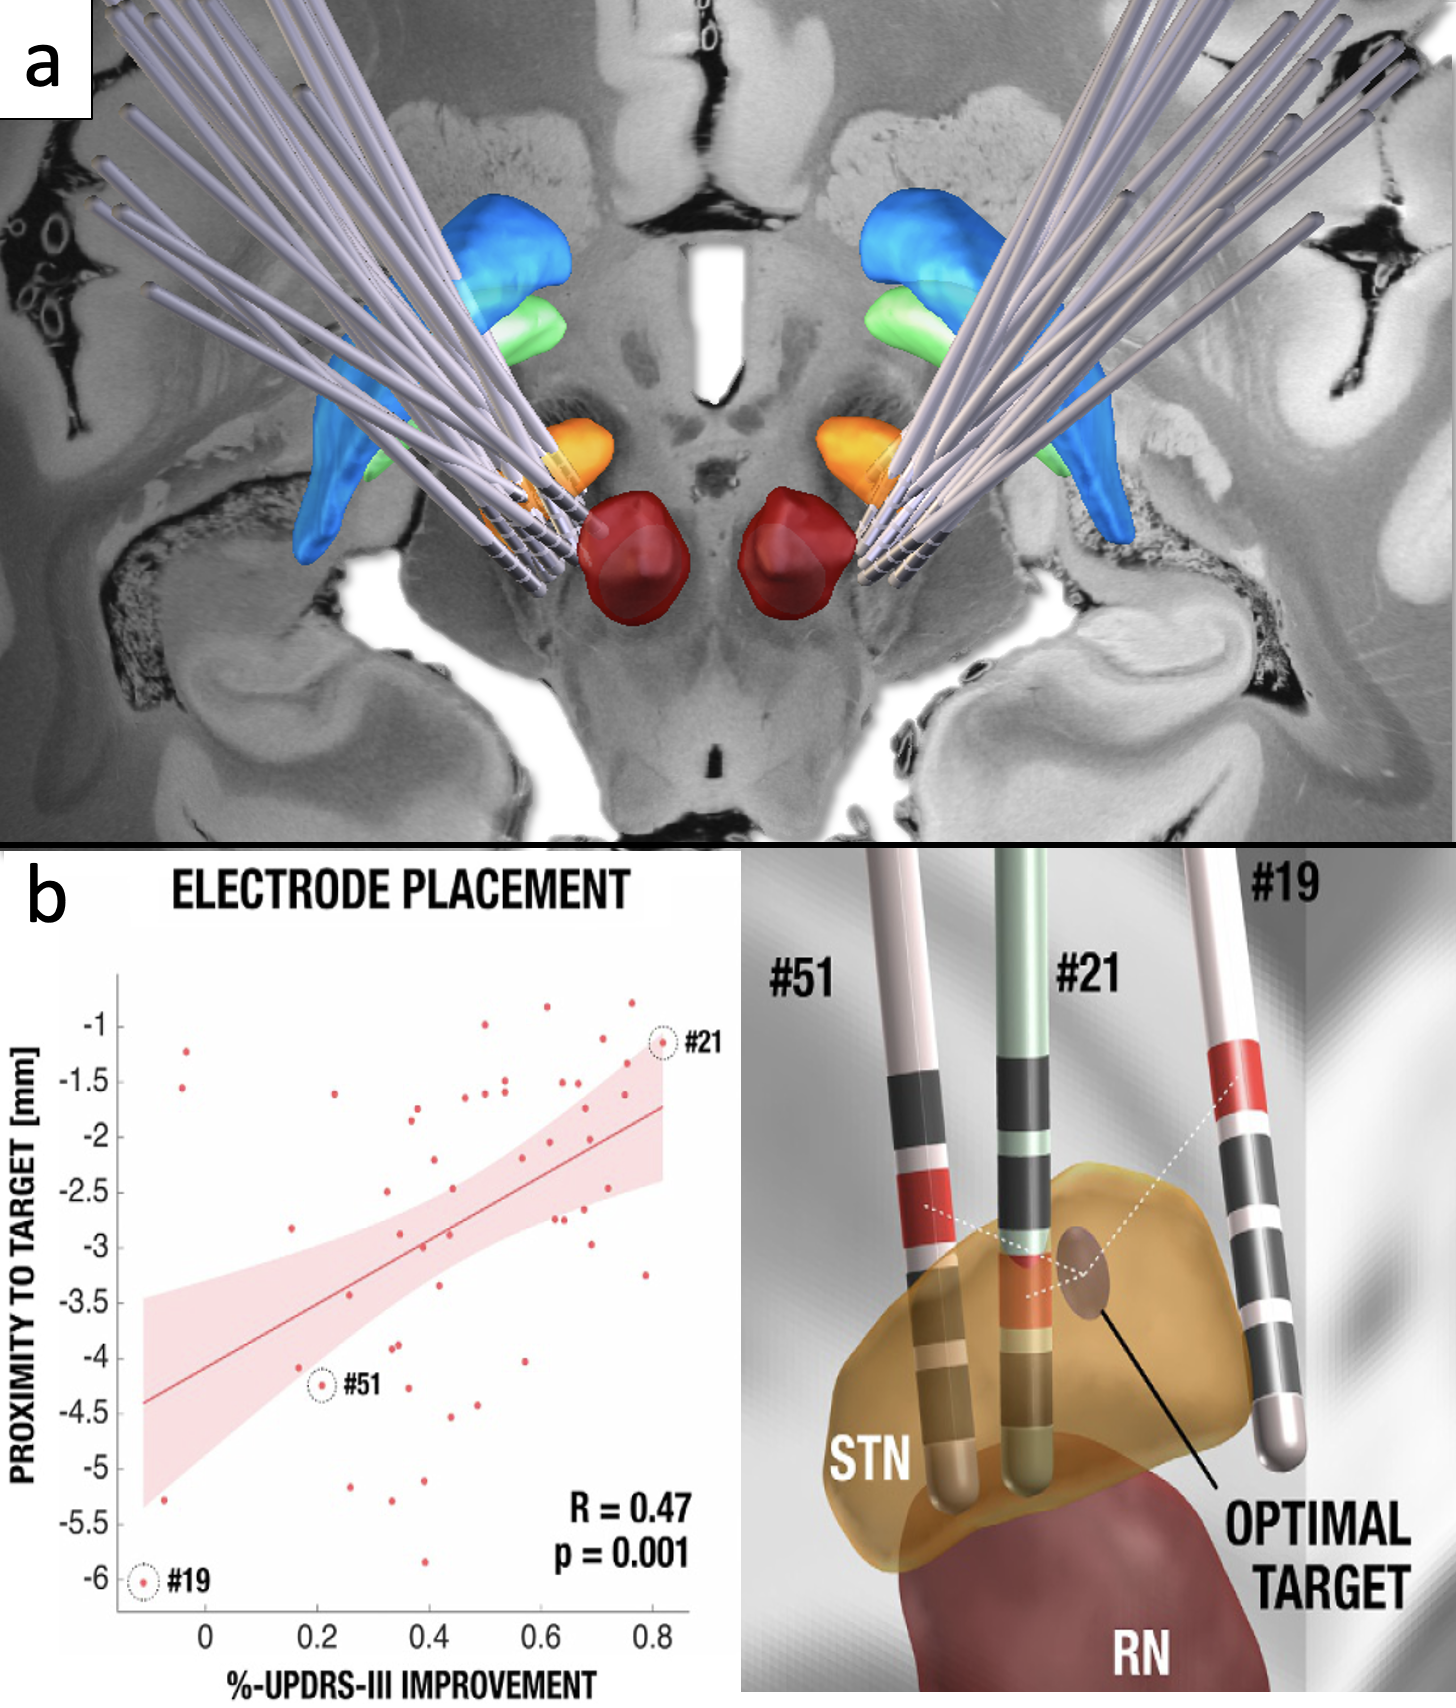 a
b
ELECTRODE PLACEMENT
PROXIMITY TO TARGET [mm]
-1
-1.5
-2
-2.5
-3
-3.5
-4
-4.5
-5
-5.5
-6
#21
#51
#19
R = 0.47
p = 0.001
0 0.2 0.4 0.6 0.8
%-UPDRS-III IMPROVEMENT
#19
#51
#21
STN
OPTIMAL
TARGET
RN